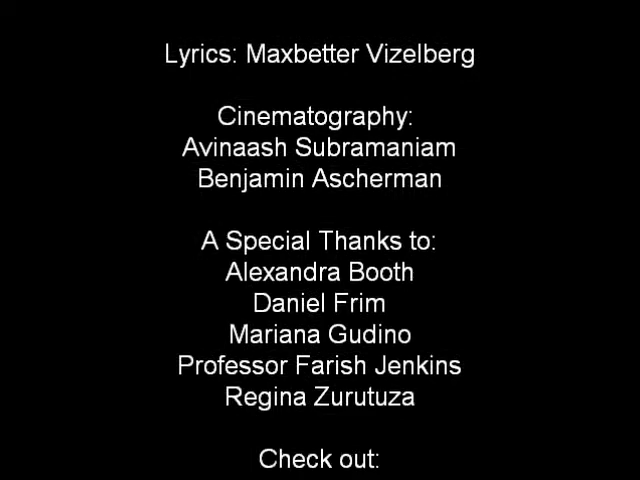 Lyrics: Maxbetter Vizelberg
Cinematography:
Avinaash Subramaniam
Benjamin Ascherman
A Special Thanks to:
Alexandra Booth
Daniel Frim
Mariana Gudino
Professor Farish Jenkins
Regina Zurutuza
Check out: